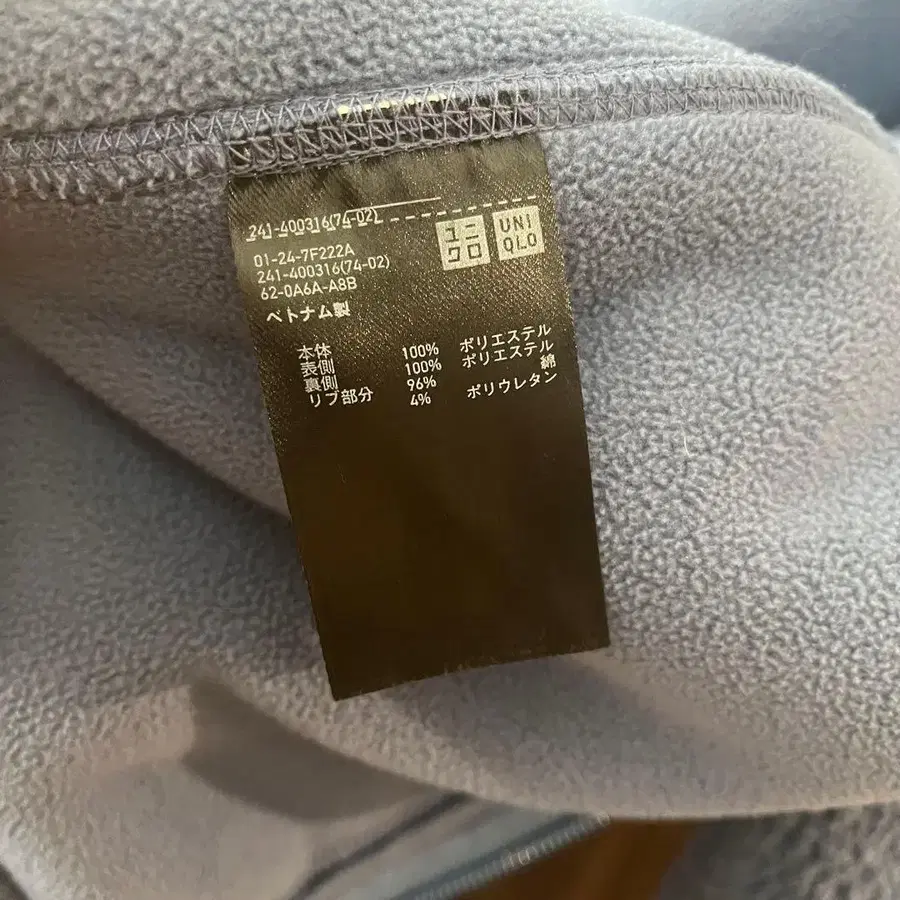 241-400316(74-02)
ユニ UNI
クロ QLO
01-24-7F222A
241-400316(74-02)
62-0A6A-A8B
ベトナム製
本体
表側 100% ポリエステル
裏側 100% ポリエステル
リブ部分 96% 綿
4% ポリウレタン